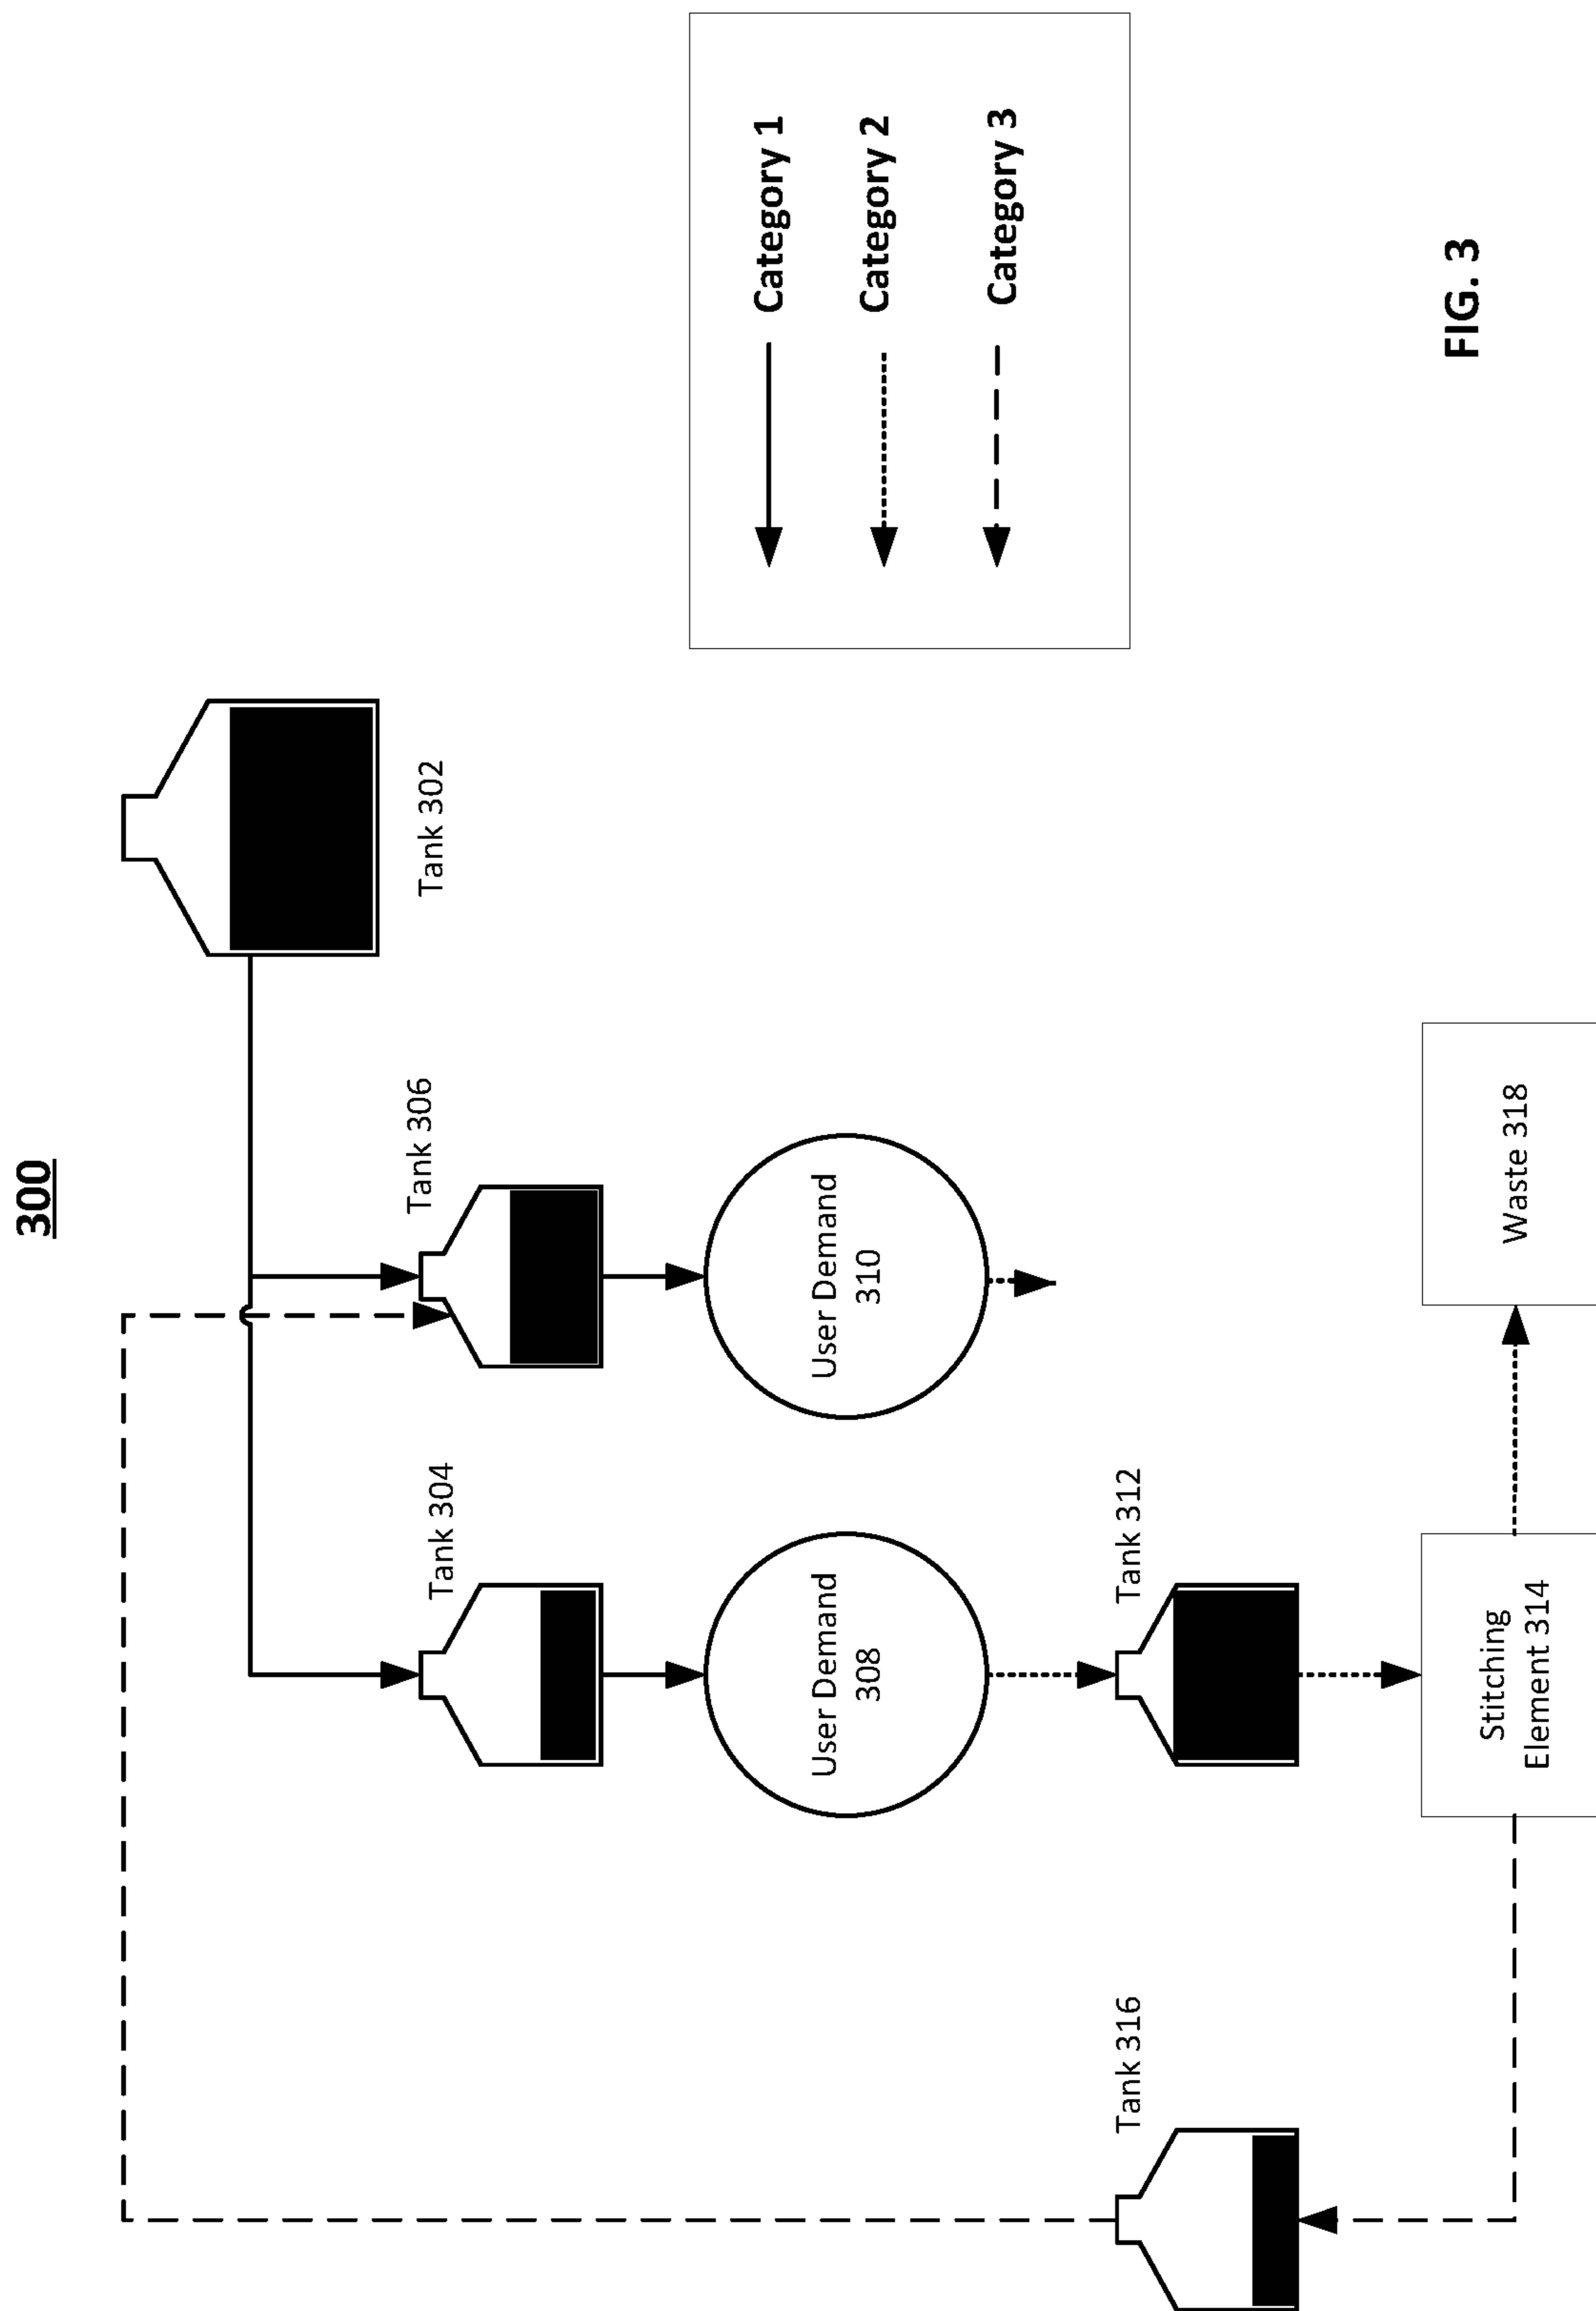 300
Tank 302
Tank 306
Tank 304
User Demand
310
User Demand
308
Tank 312
Tank 316
Stitching
Element 314
Waste 318
Category 1
Category 2
Category 3
FIG. 3